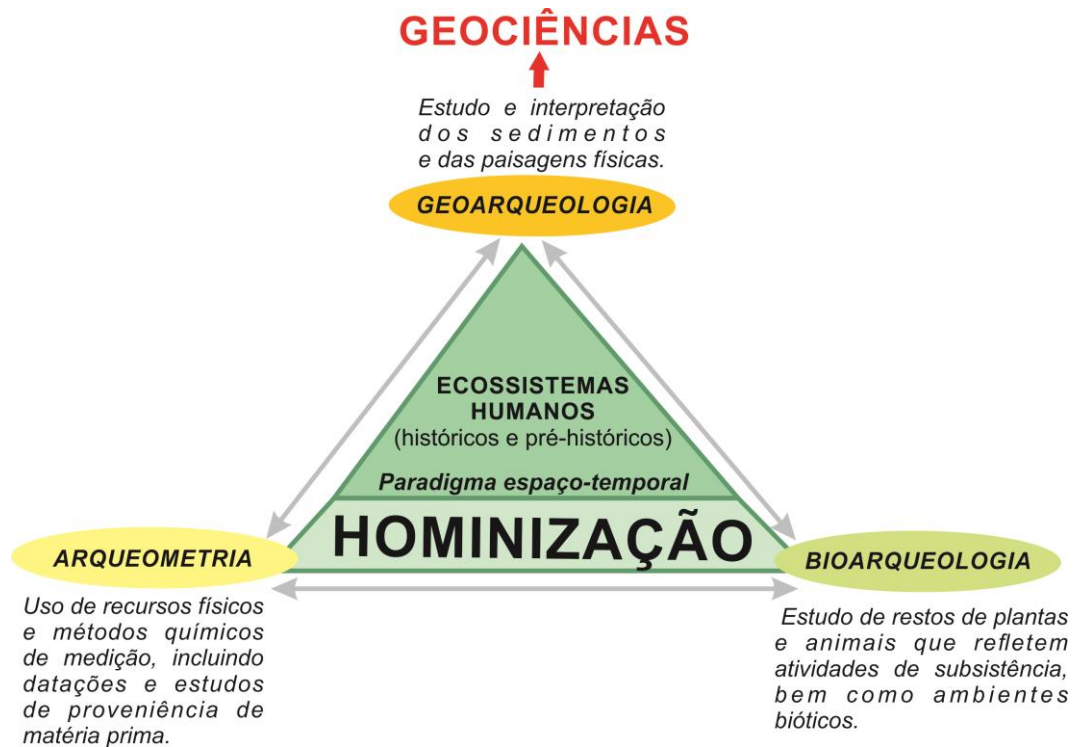 GEOCIÊNCIAS
Estudo e interpretação
dos sedimentos
e das paisagens físicas.
GEOARQUEOLOGIA
ECOSSISTEMAS
HUMANOS
(históricos e pré-históricos)
Paradigma espaço-temporal
HOMINIZAÇÃO
ARQUEOMETRIA
Uso de recursos físicos
e métodos químicos
de medição, incluindo
datações e estudos
de proveniência de
matéria prima.
BIOARQUEOLOGIA
Estudo de restos de plantas
e animais que refletem
atividades de subsistência,
bem como ambientes
bióticos.